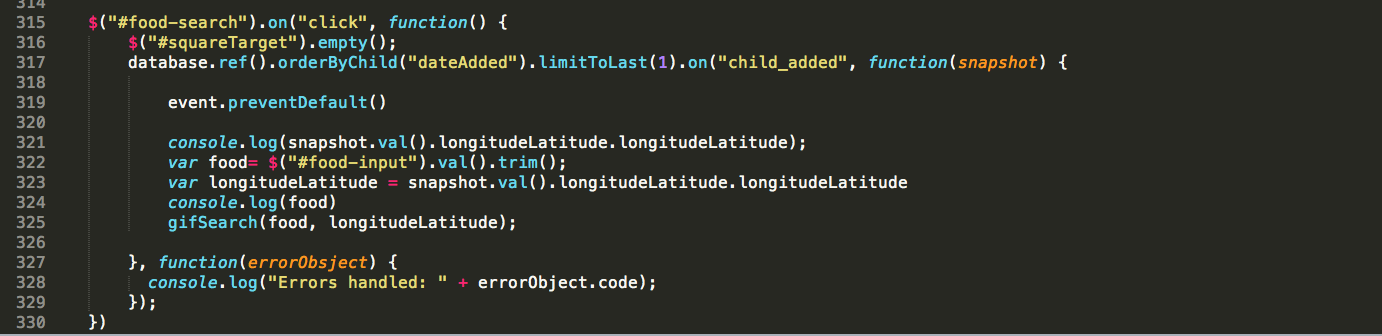 314
315 $("#food-search").on("click", function() {
316 $("#squareTarget").empty();
317 database.ref().orderByChild("dateAdded").limitToLast(1).on("child_added", function(snapshot) {
318
319 event.preventDefault()
320
321 console.log(snapshot.val().longitudeLatitude.longitudeLatitude);
322 var food= $("#food-input").val().trim();
323 var longitudeLatitude = snapshot.val().longitudeLatitude.longitudeLatitude
324 console.log(food)
325 gifSearch(food, longitudeLatitude);
326
327 }, function(errorObsject) {
328 console.log("Errors handled: " + errorObject.code);
329 });
330 })